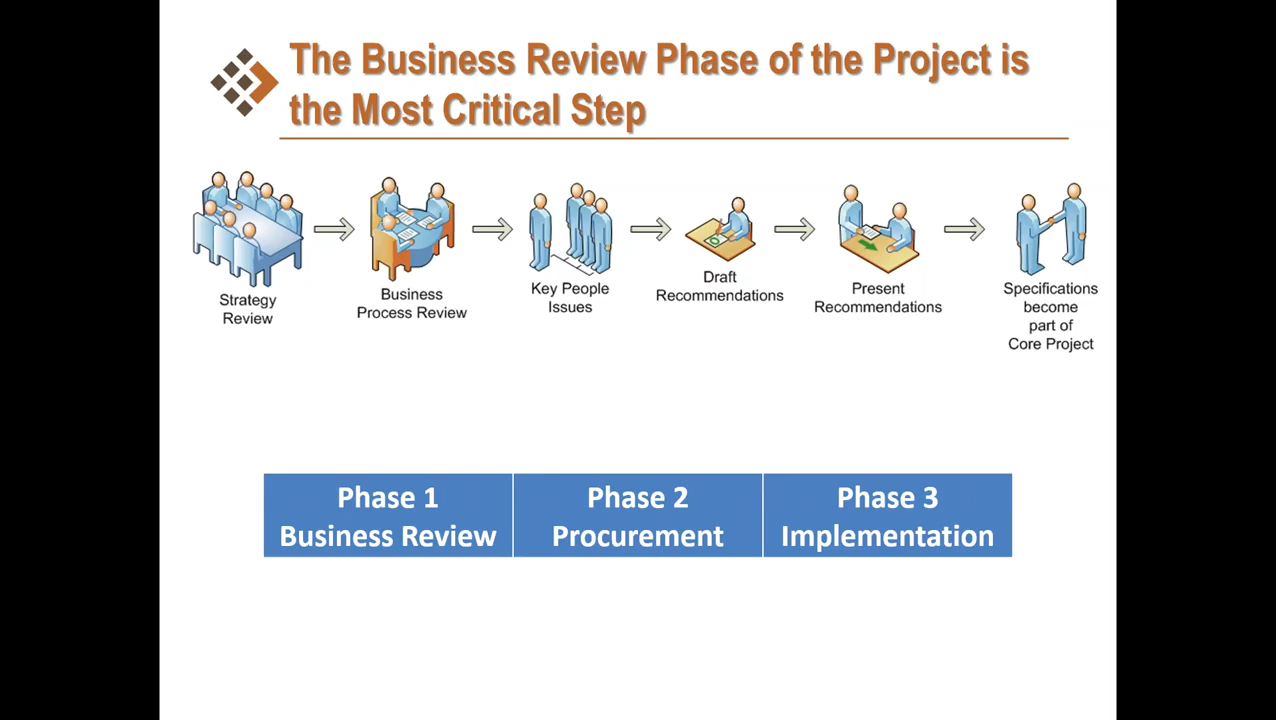 The Business Review Phase of the Project is
the Most Critical Step
Strategy
Review
Business
Process Review
Key People
Issues
Draft
Recommendations
Present
Recommendations
Specifications
become
part of
Core Project
Phase 1
Business Review
Phase 2
Procurement
Phase 3
Implementation